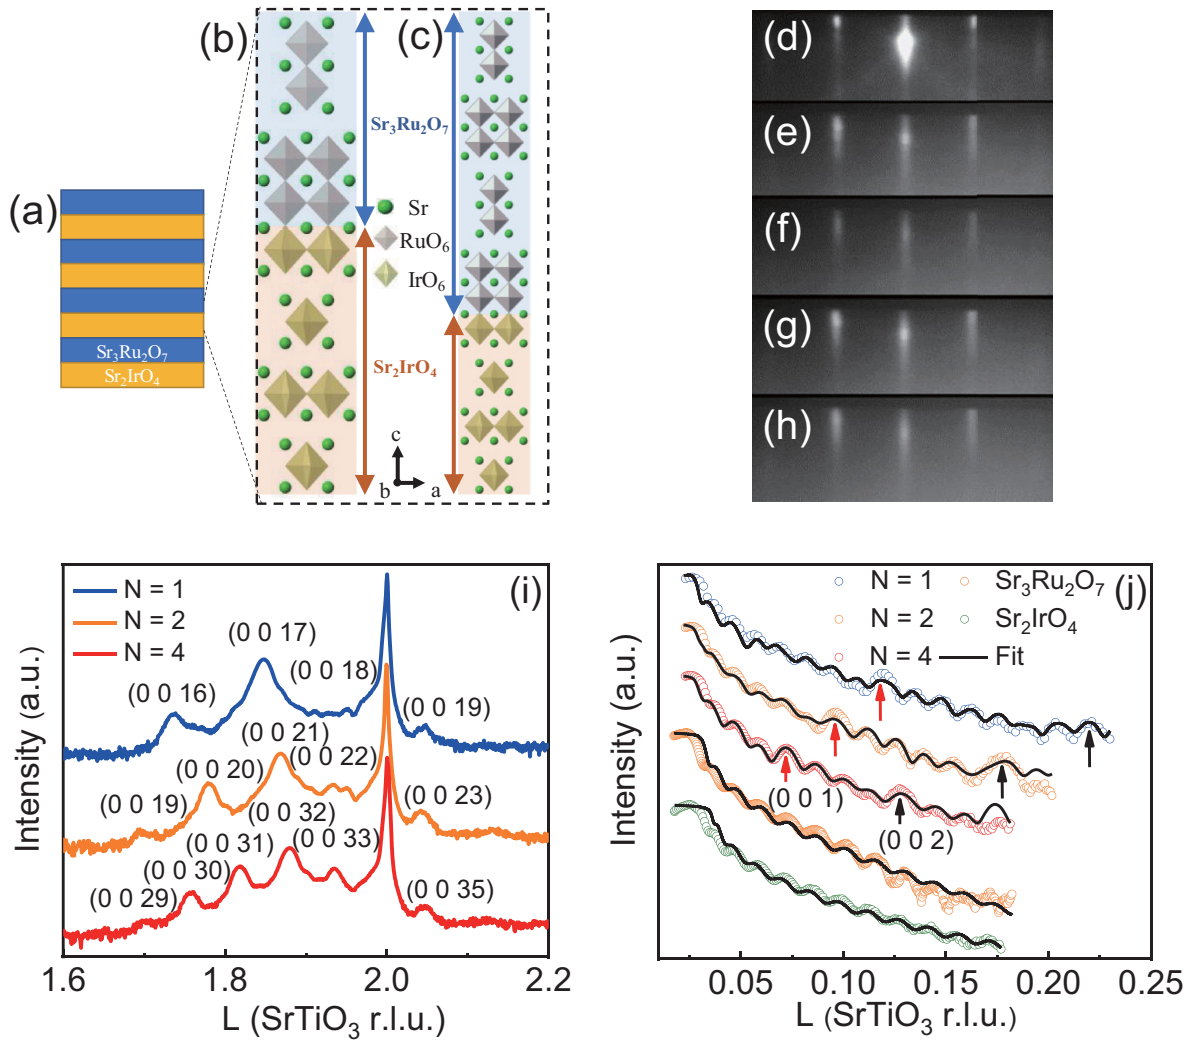 (a)
Sr₃Ru₂O₇
Sr₂IrO₄
(b)
(c)
Sr₃Ru₂O₇
Sr
RuO₆
IrO₆
Sr₂IrO₄
c
b
a
(d)
(e)
(f)
(g)
(h)
(i)
N = 1
N = 2
N = 4
(0 0 17)
(0 0 16)
(0 0 18)
(0 0 19)
(0 0 21)
(0 0 20)
(0 0 22)
(0 0 19)
(0 0 23)
(0 0 32)
(0 0 31)
(0 0 33)
(0 0 30)
(0 0 29)
(0 0 35)
Intensity (a.u.)
1.6
1.8
2.0
2.2
L (SrTiO₃ r.l.u.)
(j)
N = 1
Sr₃Ru₂O₇
N = 2
Sr₂IrO₄
N = 4
Fit
(0 0 1)
(0 0 2)
Intensity (a.u.)
0.05
0.10
0.15
0.20
0.25
L (SrTiO₃ r.l.u.)